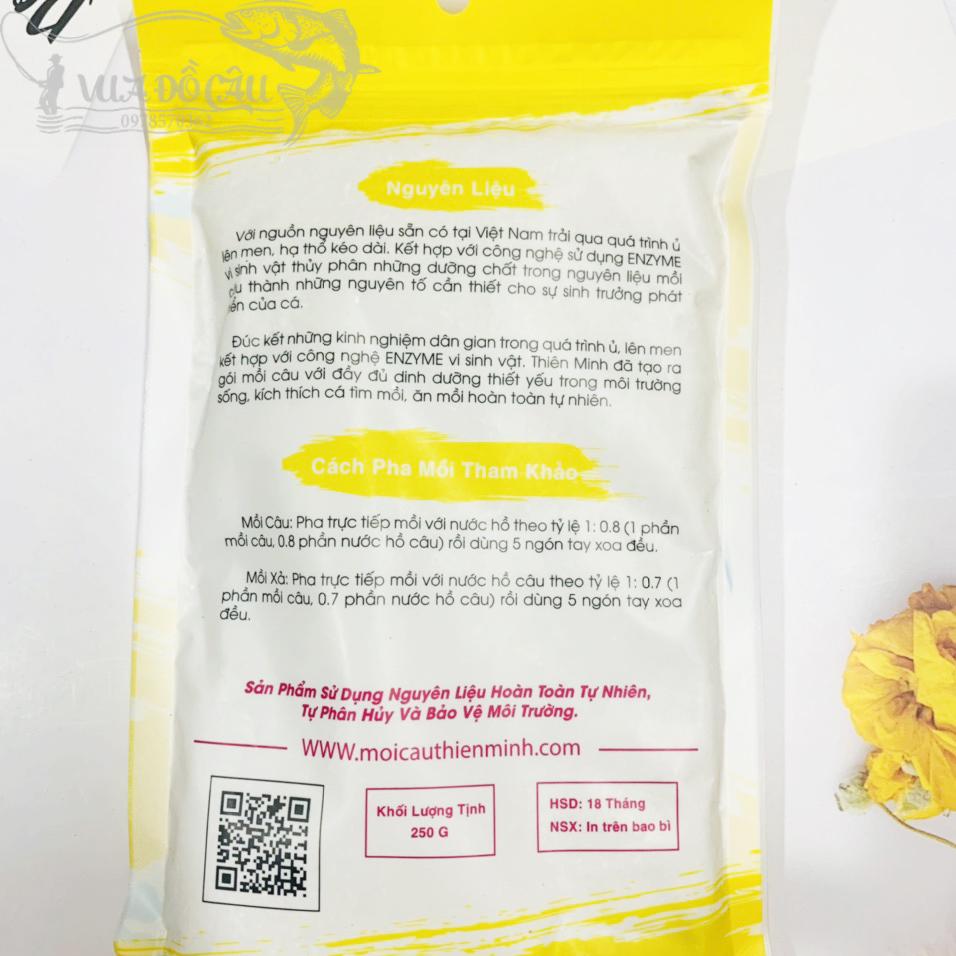 VUA ĐỒ CÂU
Nguyên Liệu
Với nguồn nguyên liệu sẵn có tại Việt Nam trải qua quá trình ủ
lên men, hạ thổ kéo dài. Kết hợp với công nghệ sử dụng ENZYME
vi sinh vật thủy phân những dưỡng chất trong nguyên liệu mồi
câu thành những nguyên tố cần thiết cho sự sinh trưởng phát
của cá.
Đúc kết những kinh nghiệm dân gian trong quá trình ủ, lên men
kết hợp với công nghệ ENZYME vi sinh vật. Thiên Minh đã tạo ra
gói mồi câu với đầy đủ dinh dưỡng thiết yếu trong môi trường
sống, kích thích cá tìm mồi, ăn mồi hoàn toàn tự nhiên.
Cách Pha Mồi Tham Khảo
Mồi Câu: Pha trực tiếp mồi với nước hồ theo tỷ lệ 1: 0.8 (1 phần
mồi câu, 0.8 phần nước hồ câu) rồi dùng 5 ngón tay xoa đều.
Mồi Xả: Pha trực tiếp mồi với nước hồ câu theo tỷ lệ 1: 0.7 (1
phần mồi câu, 0.7 phần nước hồ câu) rồi dùng 5 ngón tay xoa
đều.
Sản Phẩm Sử Dụng Nguyên Liệu Hoàn Toàn Tự Nhiên,
Tự Phân Hủy Và Bảo Vệ Môi Trường.
WWW.moicauthienminh.com
Khối Lượng Tịnh
250 G
HSD: 18 Tháng
NSX: In trên bao bì